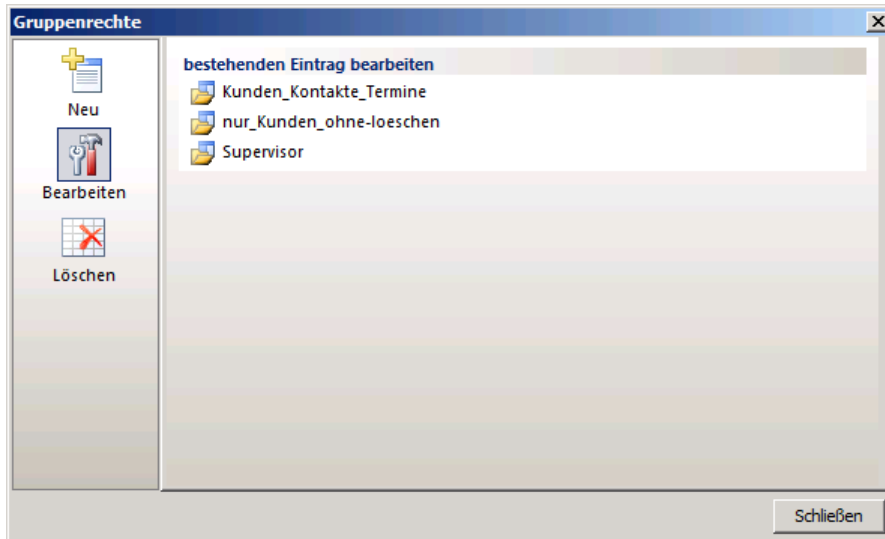 Gruppenrechte
Neu
Bearbeiten
Löschen
bestehenden Eintrag bearbeiten
Kunden_Kontakte_Termine
nur_Kunden_ohne-loeschen
Supervisor
Schließen